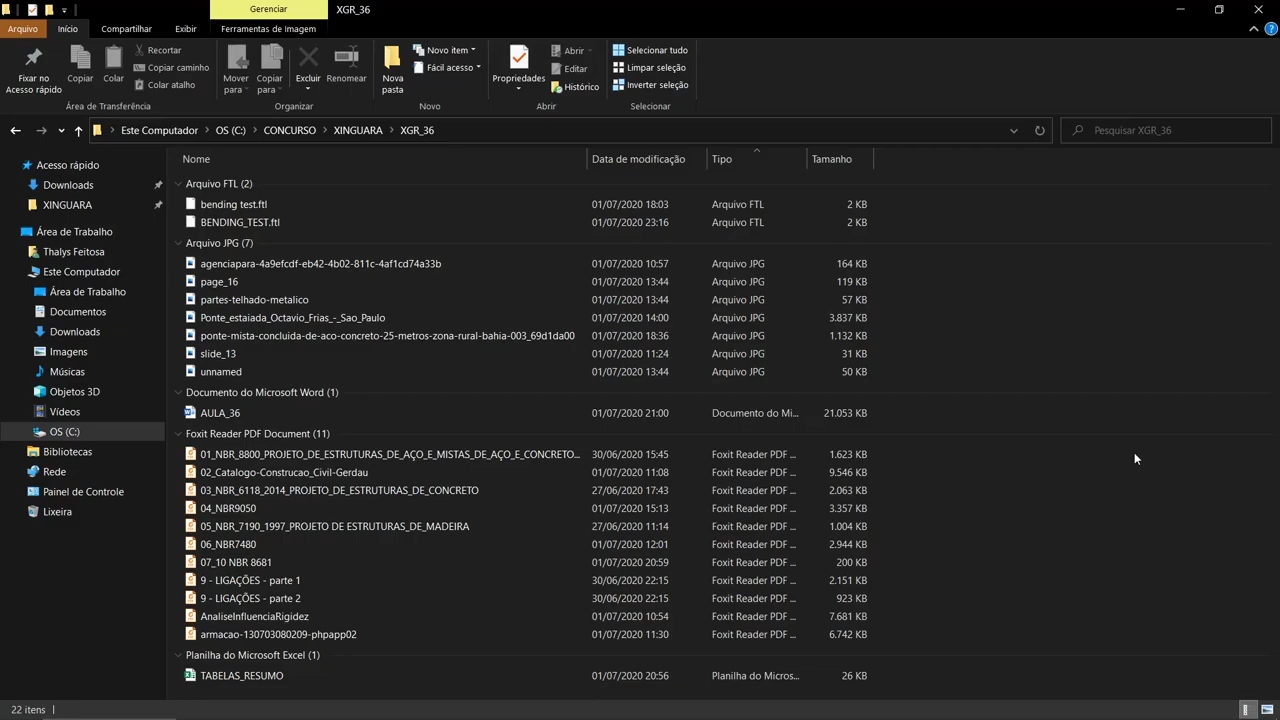 Gerenciar
XGR_36
Arquivo
Início
Compartilhar
Exibir
Ferramentas de Imagem
Fixar no
Acesso rápido
Copiar
Colar
Recortar
Copiar caminho
Colar atalho
Área de Transferência
Mover
para
Copiar
para
Excluir
Renomear
Organizar
Nova
pasta
Novo item
Fácil acesso
Novo
Propriedades
Abrir
Editar
Histórico
Abrir
Selecionar tudo
Limpar seleção
Inverter seleção
Selecionar
Este Computador > OS (C:) > CONCURSO > XINGUARA > XGR_36
Pesquisar XGR_36
Acesso rápido
Downloads
XINGUARA
Área de Trabalho
Thalys Feitosa
Este Computador
Área de Trabalho
Documentos
Downloads
Imagens
Músicas
Objetos 3D
Vídeos
OS (C:)
Bibliotecas
Rede
Painel de Controle
Lixeira
Nome Data de modificação Tipo Tamanho
Arquivo FTL (2)
bending test.ftl 01/07/2020 18:03 Arquivo FTL 2 KB
BENDING_TEST.ftl 01/07/2020 23:16 Arquivo FTL 2 KB
Arquivo JPG (7)
agenciapara-4a9efcdf-eb42-4b02-811c-4af1cd74a33b 01/07/2020 10:57 Arquivo JPG 164 KB
page_16 01/07/2020 13:44 Arquivo JPG 119 KB
partes-telhado-metalico 01/07/2020 13:44 Arquivo JPG 57 KB
Ponte_estaiada_Octavio_Frias_-_Sao_Paulo 01/07/2020 14:00 Arquivo JPG 3.837 KB
ponte-mista-concluida-de-aco-concreto-25-metros-zona-rural-bahia-003_69d1da00 01/07/2020 18:36 Arquivo JPG 1.132 KB
slide_13 01/07/2020 11:24 Arquivo JPG 31 KB
unnamed 01/07/2020 13:44 Arquivo JPG 50 KB
Documento do Microsoft Word (1)
AULA_36 01/07/2020 21:00 Documento do Mi... 21.053 KB
Foxit Reader PDF Document (11)
01_NBR_8800_PROJETO_DE_ESTRUTURAS_DE_AÇO_E_MISTAS_DE_AÇO_E_CONCRETO... 30/06/2020 15:45 Foxit Reader PDF ... 1.623 KB
02_Catalogo-Construcao_Civil-Gerdau 01/07/2020 11:08 Foxit Reader PDF ... 9.546 KB
03_NBR_6118_2014_PROJETO_DE_ESTRUTURAS_DE_CONCRETO 27/06/2020 17:43 Foxit Reader PDF ... 2.063 KB
04_NBR9050 01/07/2020 15:13 Foxit Reader PDF ... 3.357 KB
05_NBR_7190_1997_PROJETO DE ESTRUTURAS_DE_MADEIRA 27/06/2020 11:14 Foxit Reader PDF ... 1.004 KB
06_NBR7480 01/07/2020 12:01 Foxit Reader PDF ... 2.944 KB
07_10 NBR 8681 01/07/2020 20:59 Foxit Reader PDF ... 200 KB
9 - LIGAÇÕES - parte 1 30/06/2020 22:15 Foxit Reader PDF ... 2.151 KB
9 - LIGAÇÕES - parte 2 30/06/2020 22:15 Foxit Reader PDF ... 923 KB
AnaliseInfluenciaRigidez 01/07/2020 10:54 Foxit Reader PDF ... 7.681 KB
armacao-130703080209-phpapp02 01/07/2020 11:30 Foxit Reader PDF ... 6.742 KB
Planilha do Microsoft Excel (1)
TABELAS_RESUMO 01/07/2020 20:56 Planilha do Micros... 26 KB
22 itens